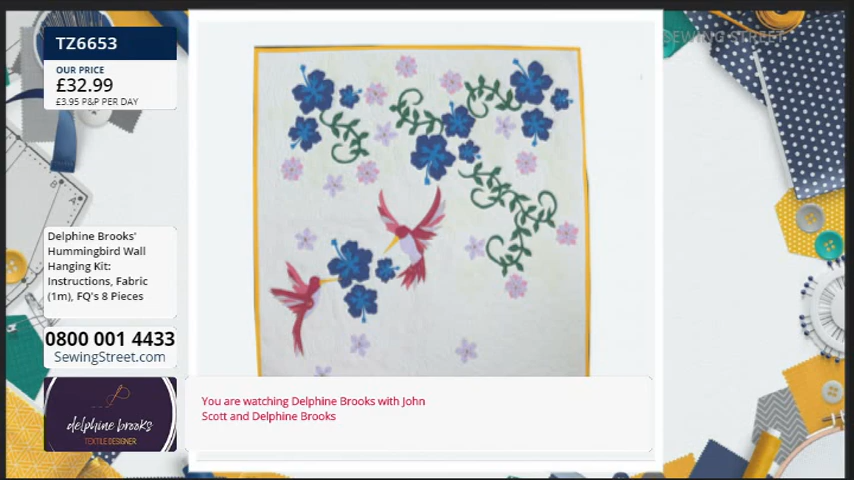 TZ6653
OUR PRICE
£32.99
£3.95 P&P PER DAY
SEWING STREET
Delphine Brooks'
Hummingbird Wall
Hanging Kit:
Instructions, Fabric
(1m), FQ's 8 Pieces
0800 001 4433
SewingStreet.com
delphine brooks
TEXTILE DESIGNER
You are watching Delphine Brooks with John
Scott and Delphine Brooks